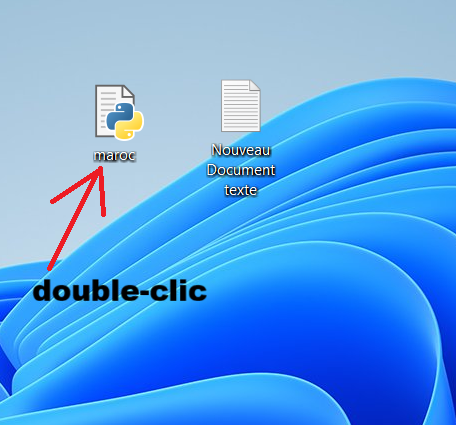 maroc
Nouveau
Document
texte
double-clic